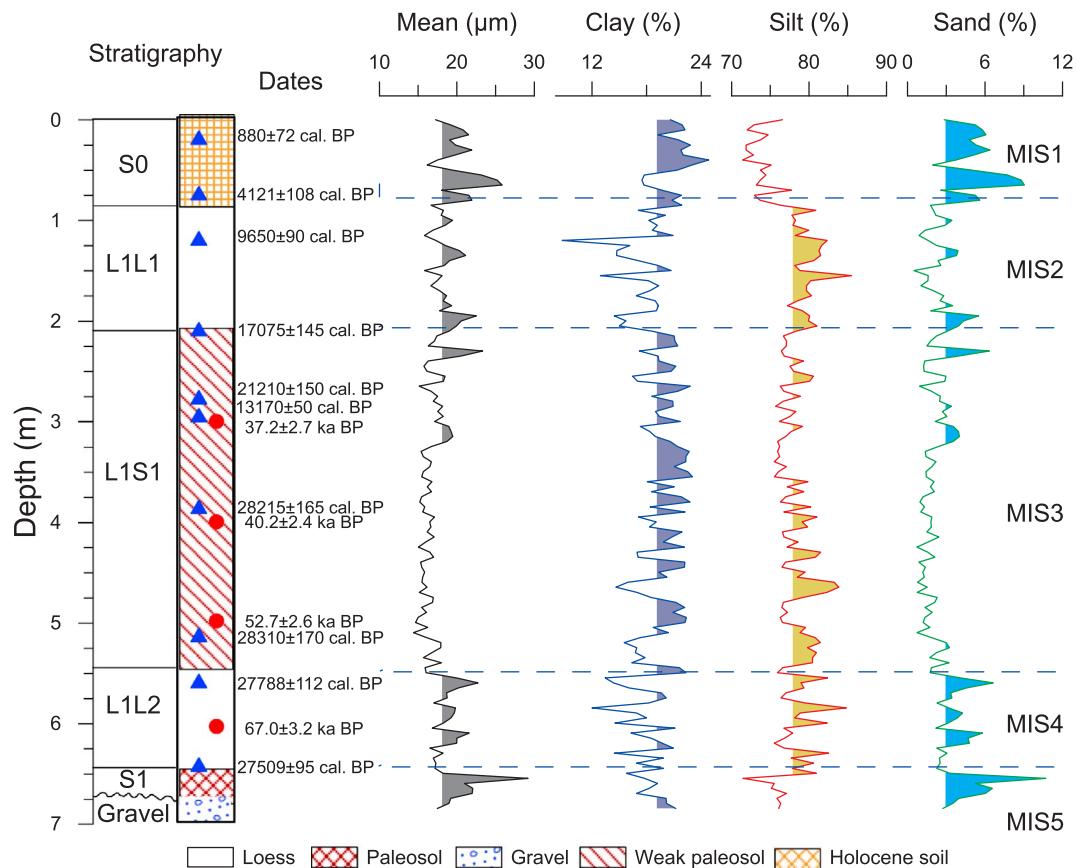 Mean (µm) Clay (%) Silt (%) Sand (%)
Stratigraphy
Dates
10 20 30 12 24 70 80 90 0 6 12
Depth (m)
0
1
2
3
4
5
6
7
S0
L1L1
L1S1
L1L2
S1
Gravel
880±72 cal. BP
4121±108 cal. BP
9650±90 cal. BP
17075±145 cal. BP
21210±150 cal. BP
13170±50 cal. BP
37.2±2.7 ka BP
28215±165 cal. BP
40.2±2.4 ka BP
52.7±2.6 ka BP
28310±170 cal. BP
27788±112 cal. BP
67.0±3.2 ka BP
27509±95 cal. BP
MIS1
MIS2
MIS3
MIS4
MIS5
Loess Paleosol Gravel Weak paleosol Holocene soil